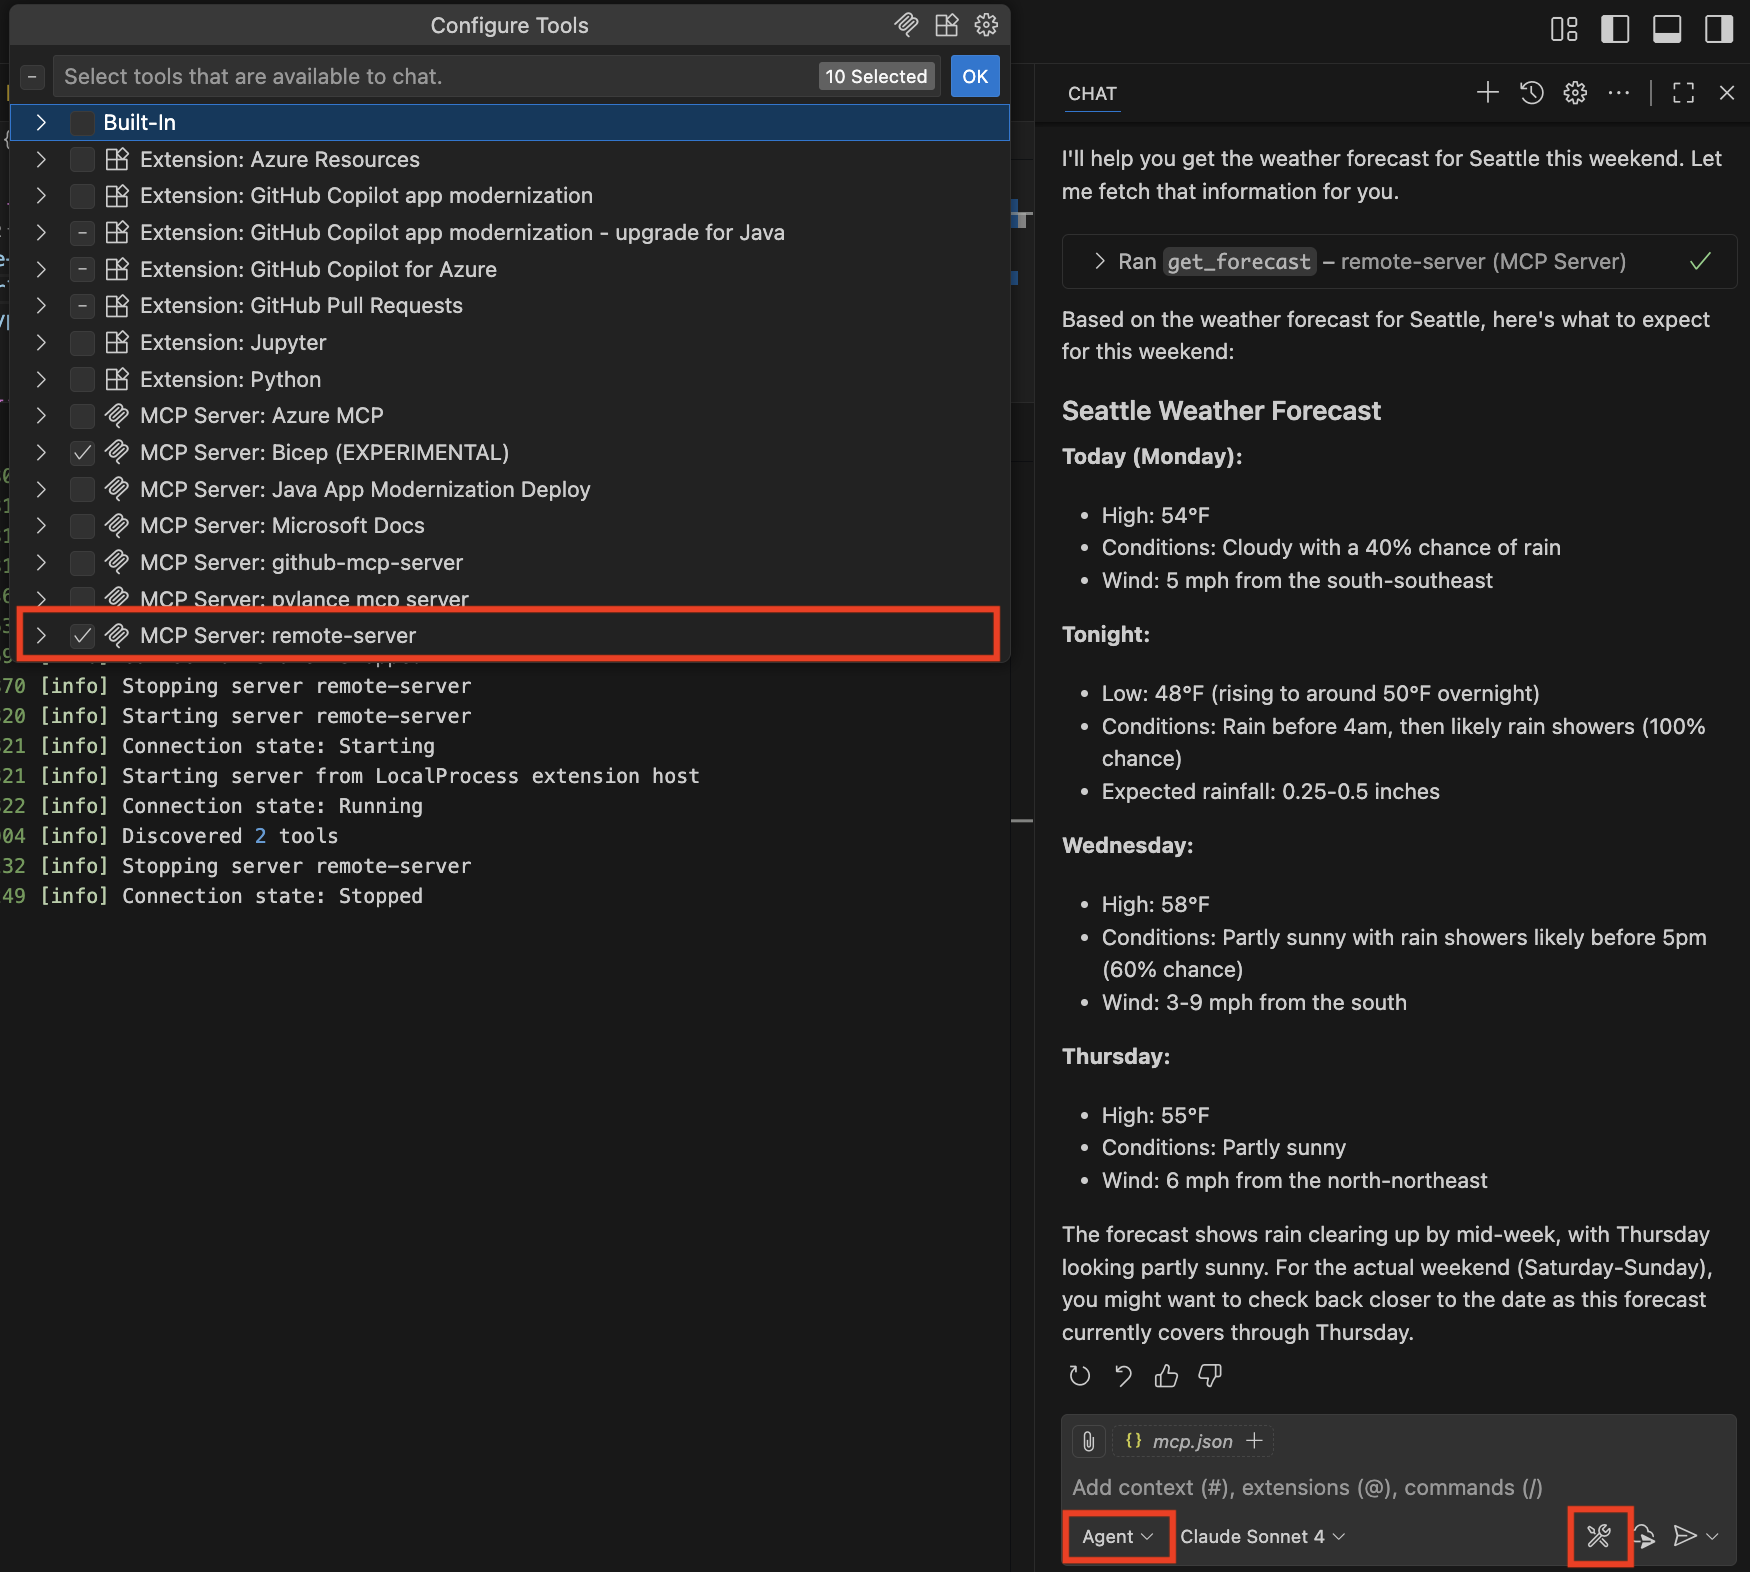 Configure Tools
Select tools that are available to chat.
10 Selected
OK
Built-In
Extension: Azure Resources
Extension: GitHub Copilot app modernization
Extension: GitHub Copilot app modernization - upgrade for Java
Extension: GitHub Copilot for Azure
Extension: GitHub Pull Requests
Extension: Jupyter
Extension: Python
MCP Server: Azure MCP
MCP Server: Bicep (EXPERIMENTAL)
MCP Server: Java App Modernization Deploy
MCP Server: Microsoft Docs
MCP Server: github-mcp-server
MCP Server: pylance mcp server
MCP Server: remote-server
70 [info] Stopping server remote-server
20 [info] Starting server remote-server
21 [info] Connection state: Starting
21 [info] Starting server from LocalProcess extension host
22 [info] Connection state: Running
04 [info] Discovered 2 tools
32 [info] Stopping server remote-server
49 [info] Connection state: Stopped
CHAT
I'll help you get the weather forecast for Seattle this weekend. Let
me fetch that information for you.
Ran get_forecast – remote-server (MCP Server)
Based on the weather forecast for Seattle, here's what to expect
for this weekend:
Seattle Weather Forecast
Today (Monday):
• High: 54°F
• Conditions: Cloudy with a 40% chance of rain
• Wind: 5 mph from the south-southeast
Tonight:
• Low: 48°F (rising to around 50°F overnight)
• Conditions: Rain before 4am, then likely rain showers (100%
chance)
• Expected rainfall: 0.25-0.5 inches
Wednesday:
• High: 58°F
• Conditions: Partly sunny with rain showers likely before 5pm
(60% chance)
• Wind: 3-9 mph from the south
Thursday:
• High: 55°F
• Conditions: Partly sunny
• Wind: 6 mph from the north-northeast
The forecast shows rain clearing up by mid-week, with Thursday
looking partly sunny. For the actual weekend (Saturday-Sunday),
you might want to check back closer to the date as this forecast
currently covers through Thursday.
{} mcp.json +
Add context (#), extensions (@), commands (/)
Agent
Claude Sonnet 4